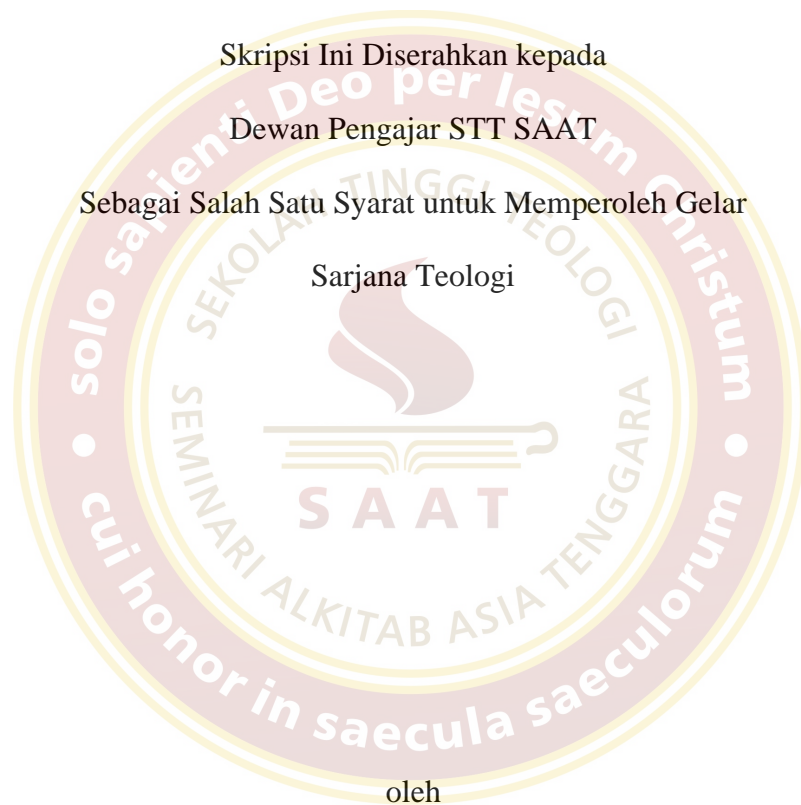 Skripsi Ini Diserahkan kepada
Dewan Pengajar STT SAAT
Sebagai Salah Satu Syarat untuk Memperoleh Gelar
Sarjana Teologi
solo sapienti Deo per Iesum Christum
SEKOLAH TINGGI TEOLOGI
SAAT
SEMINARI ALKITAB ASIA TENGGARA
cui honor in saecula saeculorum
oleh